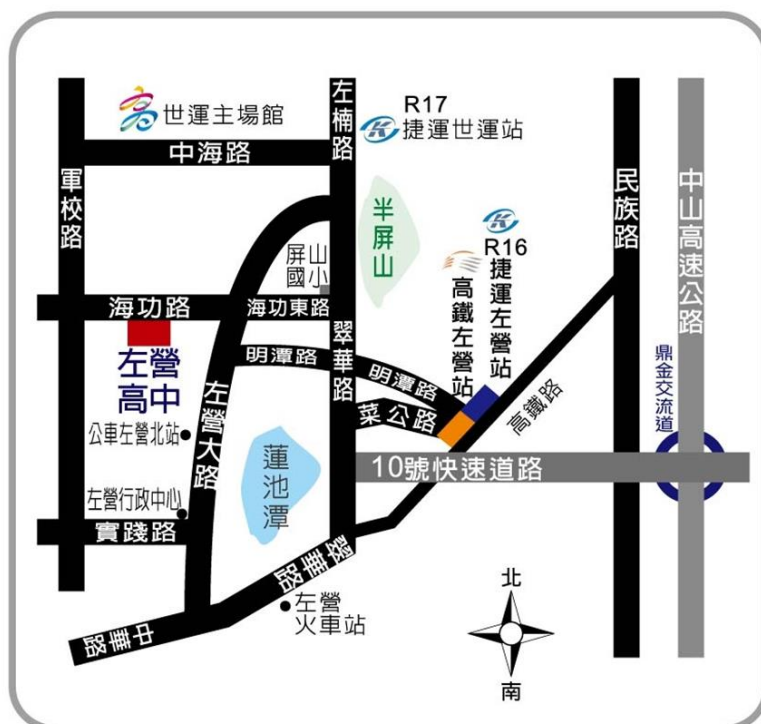 世運主場館
左楠路
R17
捷運世運站
中海路
軍校路
半屏山
民族路
中山高速公路
屏山
國小
R16
捷運左營站
高鐵左營站
海功路
海功東路
翠華路
左營
高中
明潭路
明潭路
高鐵路
鼎金交流道
左營大路
菜公路
公車左營北站
蓮池潭
10號快速道路
左營行政中心
實踐路
翠華路
北
左營
火車站
中華路
南